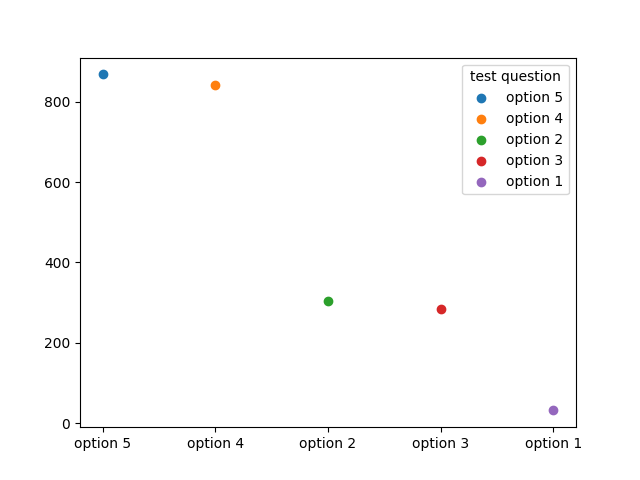 test question
option 5
option 4
option 2
option 3
option 1
800
600
400
200
0
option 5 option 4 option 2 option 3 option 1